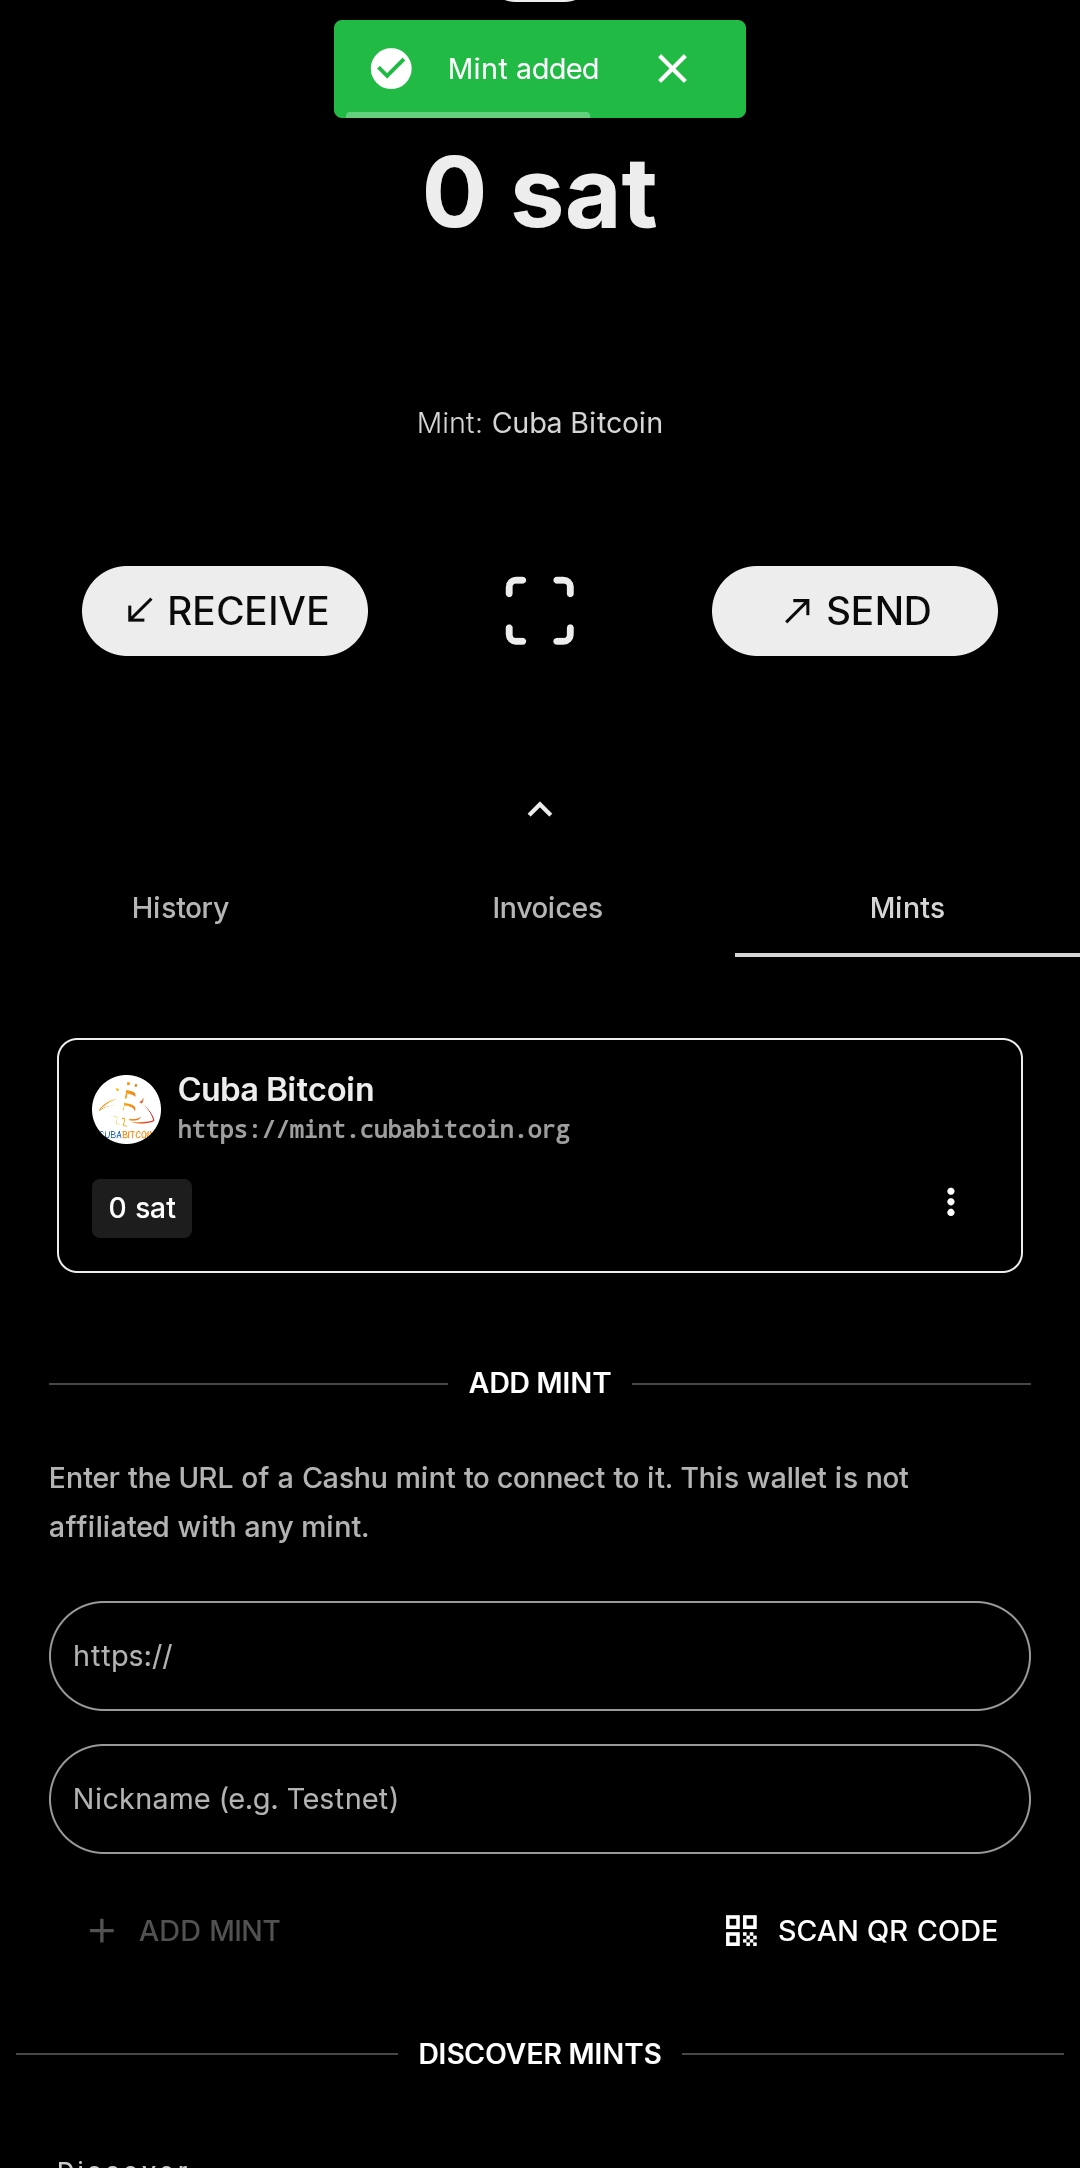 Mint added
0 sat
Mint: Cuba Bitcoin
RECEIVE
SEND
History
Invoices
Mints
Cuba Bitcoin
https://mint.cubabitcoin.org
0 sat
ADD MINT
Enter the URL of a Cashu mint to connect to it. This wallet is not
affiliated with any mint.
https://
Nickname (e.g. Testnet)
ADD MINT
SCAN QR CODE
DISCOVER MINTS